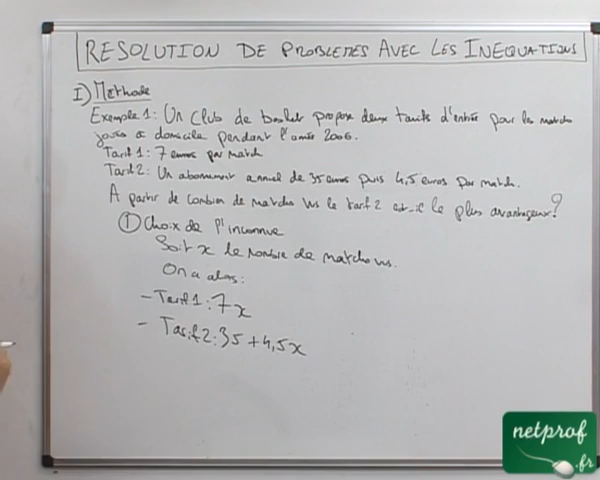 RESOLUTION DE PROBLEMES AVEC LES INEQUATIONS
I) Méthode
Exemple 1: Un club de basket propose deux tarifs d'entrée pour les matchs
joués à domicile pendant l'année 2006.
Tarif 1: 7 euros par match
Tarif 2: Un abonnement annuel de 35 euros puis 4,5 euros par match.
A partir de combien de matchs vus le tarif 2 est-il le plus avantageux?
① Choix de l'inconnue
Soit x le nombre de matchs vus.
On a alors:
- Tarif 1: 7x
- Tarif 2: 35 + 4,5x
netprof
.fr